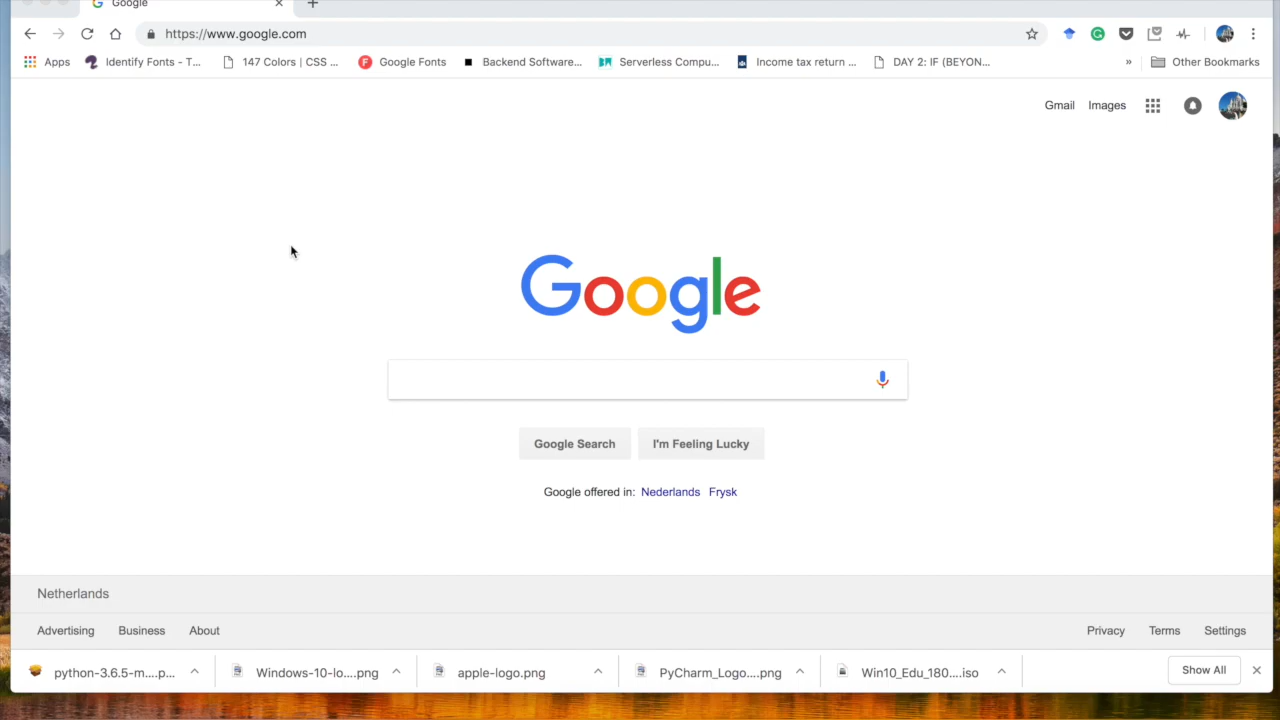 Google
https://www.google.com
Apps Identify Fonts - T... 147 Colors | CSS ... Google Fonts Backend Software... Serverless Compu... Income tax return ... DAY 2: IF (BEYON... » Other Bookmarks
Gmail Images
Google
Google Search I'm Feeling Lucky
Google offered in: Nederlands Frysk
Netherlands
Advertising Business About Privacy Terms Settings
python-3.6.5-m....p... Windows-10-lo....png apple-logo.png PyCharm_Logo....png Win10_Edu_180....iso Show All